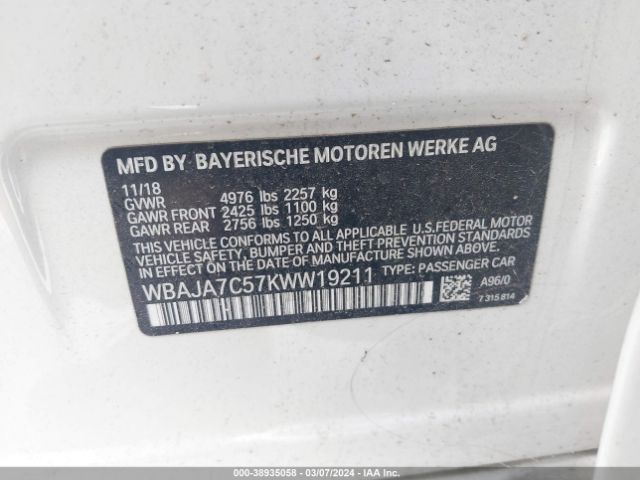 MFD BY BAYERISCHE MOTOREN WERKE AG
11/18
GVWR 4976 lbs 2257 kg
GAWR FRONT 2425 lbs 1100 kg
GAWR REAR 2756 lbs 1250 kg
THIS VEHICLE CONFORMS TO ALL APPLICABLE U.S.FEDERAL MOTOR
VEHICLE SAFETY, BUMPER AND THEFT PREVENTION STANDARDS
IN EFFECT ON THE DATE OF MANUFACTURE SHOWN ABOVE.
WBAJA7C57KWW19211 TYPE: PASSENGER CAR
A96/0
7 315 814
000-38935058 - 03/07/2024 - IAA Inc.